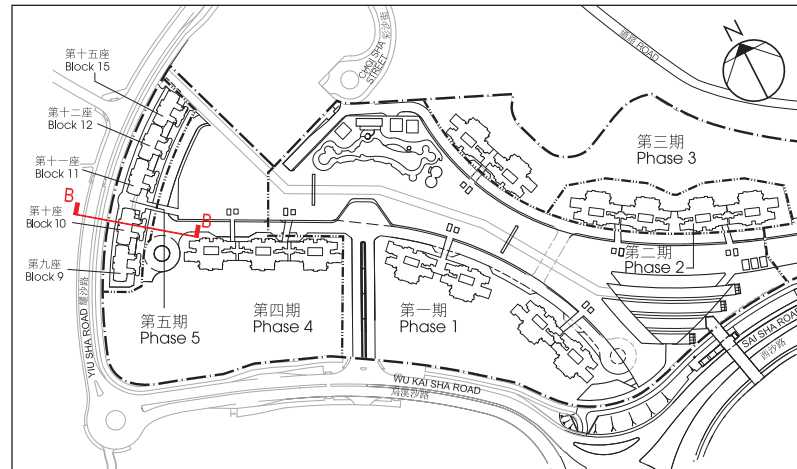 第十五座
Block 15
第十二座
Block 12
第十一座
Block 11
B
B
第十座
Block 10
第九座
Block 9
第五期
Phase 5
第四期
Phase 4
第一期
Phase 1
第二期
Phase 2
第三期
Phase 3
CHOI SHA
STREET
彩沙街
道路 ROAD
N
YIU SHA ROAD 耀沙路
WU KAI SHA ROAD
烏溪沙路
SAI SHA ROAD
西沙路